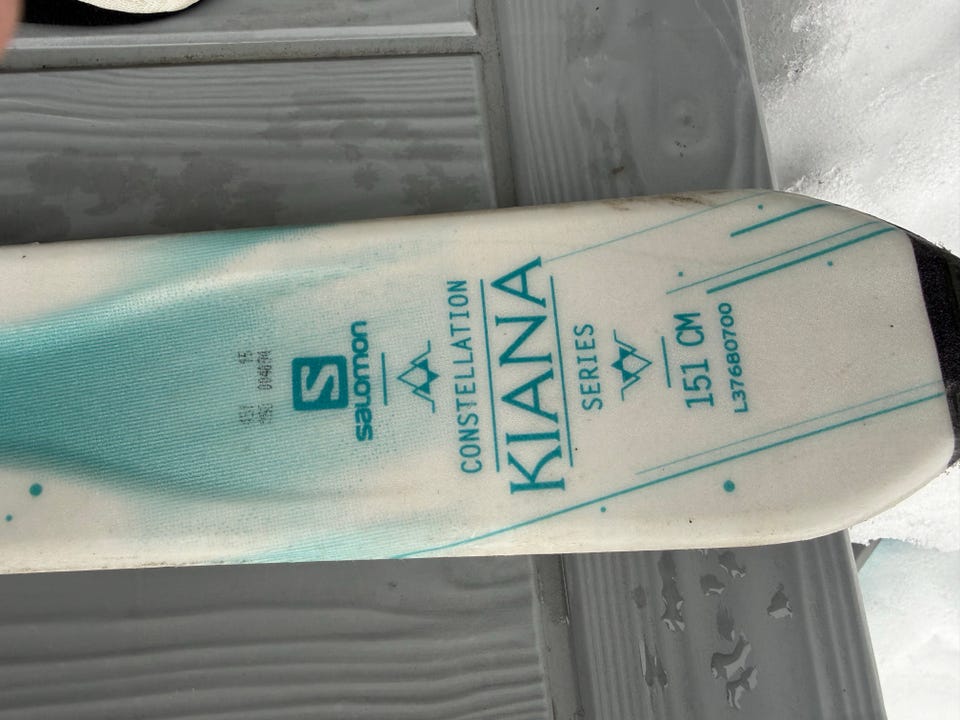 salomon
CONSTELLATION
KIANA
SERIES
151 CM
L37680700